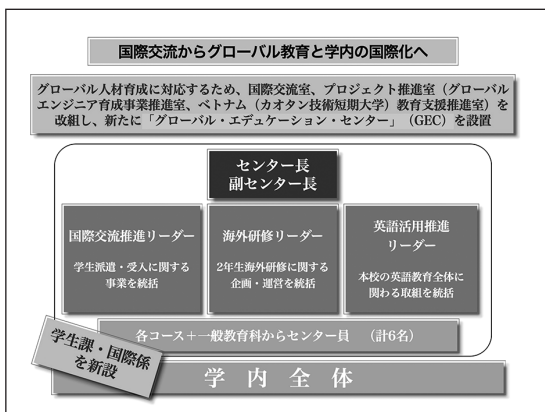 国際交流からグローバル教育と学内の国際化へ
グローバル人材育成に対応するため、国際交流室、プロジェクト推進室（グローバル
エンジニア育成事業推進室、ベトナム（カオタン技術短期大学）教育支援推進室）を
改組し、新たに「グローバル・エデュケーション・センター」（GEC）を設置
センター長
副センター長
国際交流推進リーダー
学生派遣・受入に関する
事業を統括
海外研修リーダー
2年生海外研修に関する
企画・運営を統括
英語活用推進
リーダー
本校の英語教育全体に
関わる取組を統括
各コース＋一般教育科からセンター員　（計6名）
学生課・国際係
を新設
学内全体